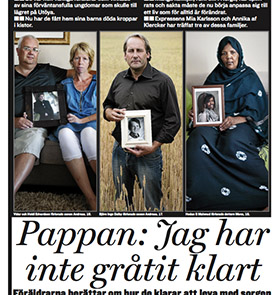 av sina förväntansfulla ungdomar som skulle till
lägret på Utöya.
■ Nu har de fått hem sina barns döda kroppar
i kistor.
rats och sakta måste de nu börja anpassa sig till
ett liv som för alltid är förändrat.
■ Expressens Mia Karlsson och Annika af
Klercker har träffat tre av dessa familjer.
Pappan: Jag har
inte gråtit klart
Föräldrarna berättar om hur de klarar att leva med sorgen